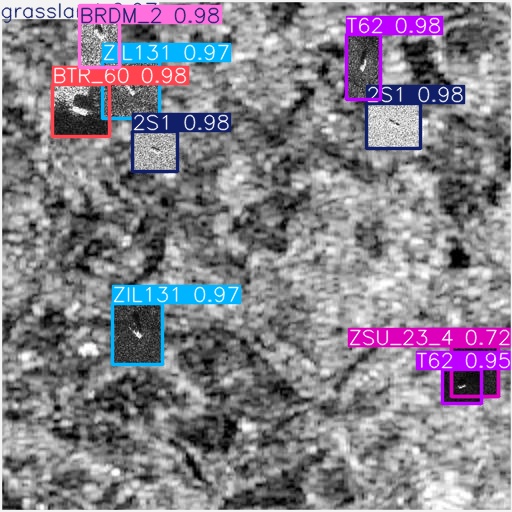 BRDM_2 0.98
ZIL131 0.97
BTR_60 0.98
2S1 0.98
T62 0.98
2S1 0.98
ZIL131 0.97
ZSU_23_4 0.72
T62 0.95